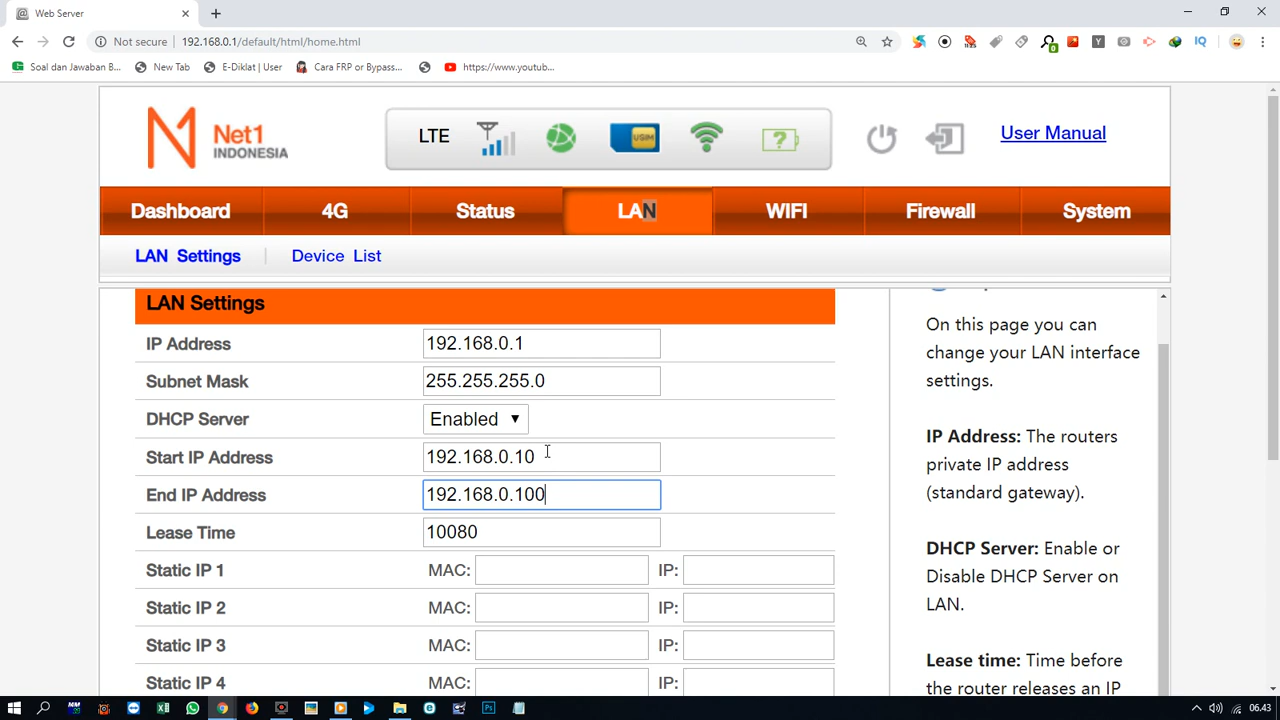 Web Server
Not secure | 192.168.0.1/default/html/home.html
Soal dan Jawaban B...
New Tab
E-Diklat | User
Cara FRP or Bypass...
https://www.youtub...
Net1
INDONESIA
LTE
USIM
?
User Manual
Dashboard
4G
Status
LAN
WIFI
Firewall
System
LAN Settings
Device List
LAN Settings
IP Address 192.168.0.1
Subnet Mask 255.255.255.0
DHCP Server Enabled
Start IP Address 192.168.0.10
End IP Address 192.168.0.100
Lease Time 10080
Static IP 1 MAC: IP:
Static IP 2 MAC: IP:
Static IP 3 MAC: IP:
Static IP 4 MAC: IP:
On this page you can
change your LAN interface
settings.
IP Address: The routers
private IP address
(standard gateway).
DHCP Server: Enable or
Disable DHCP Server on
LAN.
Lease time: Time before
the router releases an IP
06.43